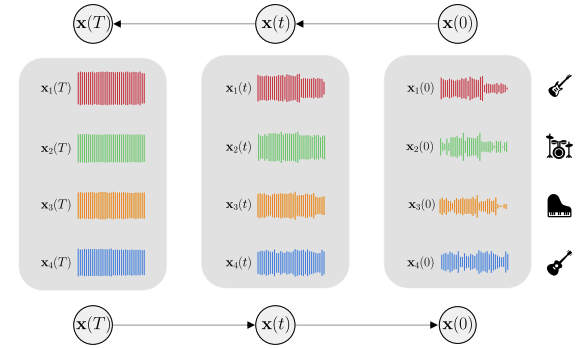 x(T) x(t) x(0)
x₁(T) x₁(t) x₁(0)
x₂(T) x₂(t) x₂(0)
x₃(T) x₃(t) x₃(0)
x₄(T) x₄(t) x₄(0)
x(T) x(t) x(0)